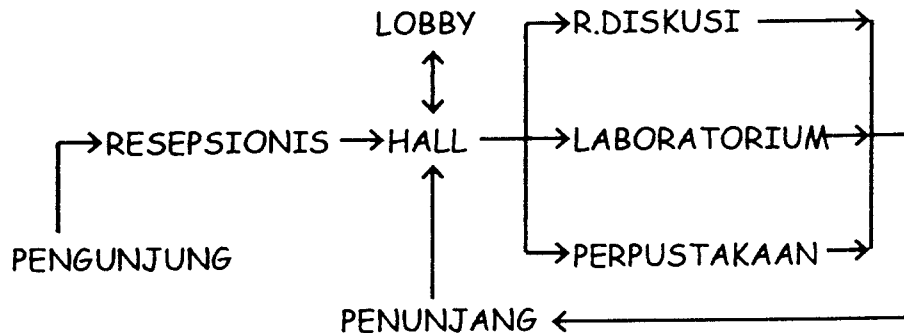 LOBBY
R.DISKUSI
RESEPSIONIS
HALL
LABORATORIUM
PENGUNJUNG
PERPUSTAKAAN
PENUNJANG